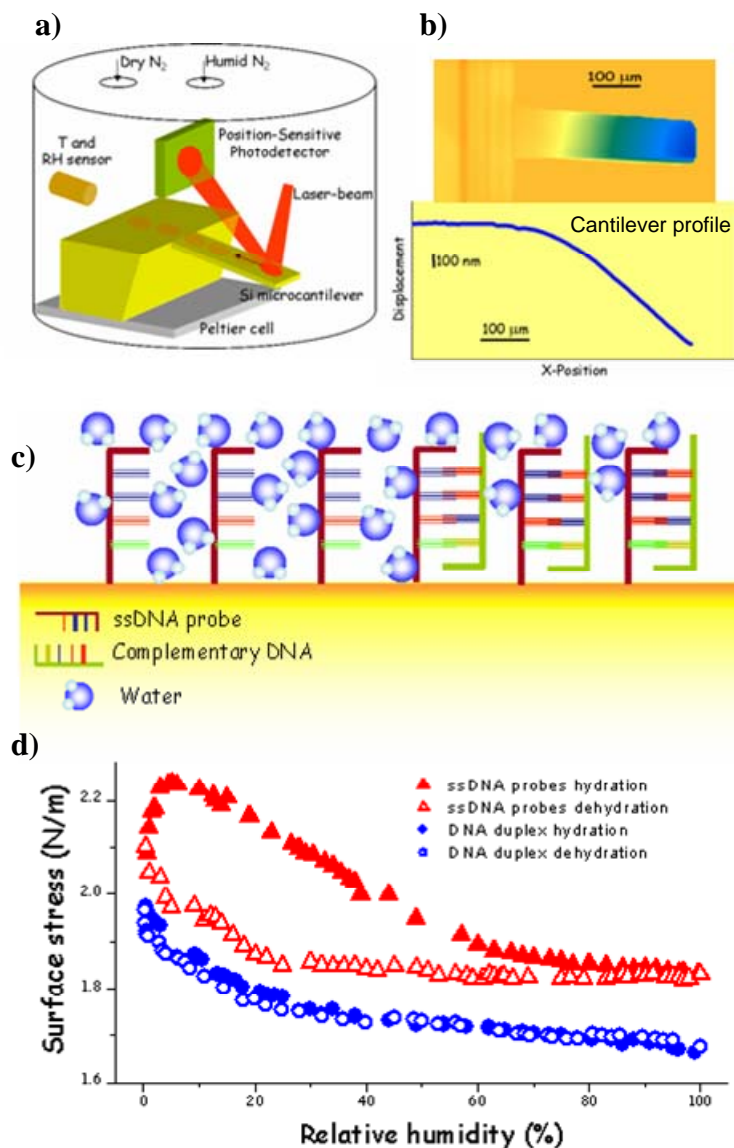 a)
Dry N₂
Humid N₂
Position-Sensitive
Photodetector
T and
RH sensor
Laser-beam
Si microcantilever
Peltier cell
b)
100 µm
Cantilever profile
100 nm
100 µm
Displacement
X-Position
c)
ssDNA probe
Complementary DNA
Water
d)
ssDNA probes hydration
ssDNA probes dehydration
DNA duplex hydration
DNA duplex dehydration
2.2
2.0
1.8
1.6
Surface stress (N/m)
0 20 40 60 80 100
Relative humidity (%)